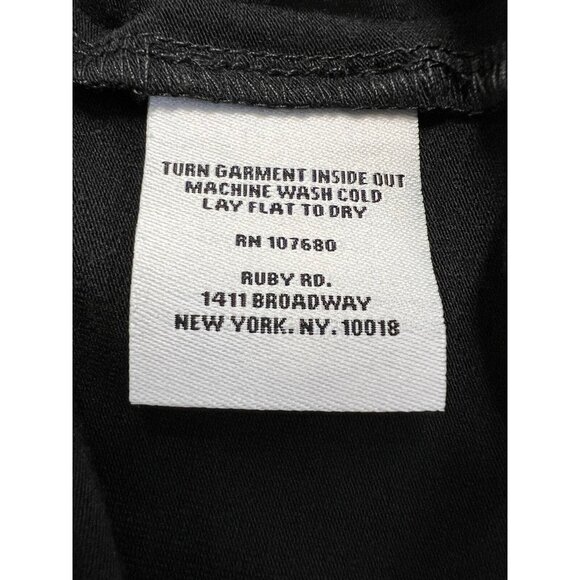 TURN GARMENT INSIDE OUT
MACHINE WASH COLD
LAY FLAT TO DRY
RN 107680
RUBY RD.
1411 BROADWAY
NEW YORK. NY. 10018